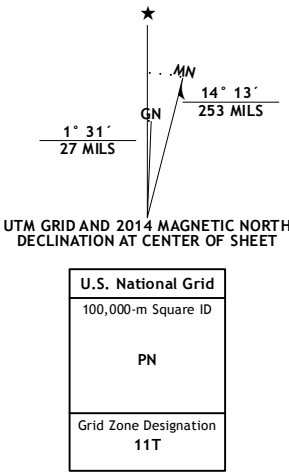 MN
14° 13´
253 MILS
GN
1° 31´
27 MILS
UTM GRID AND 2014 MAGNETIC NORTH
DECLINATION AT CENTER OF SHEET
U.S. National Grid
100,000-m Square ID
PN
Grid Zone Designation
11T